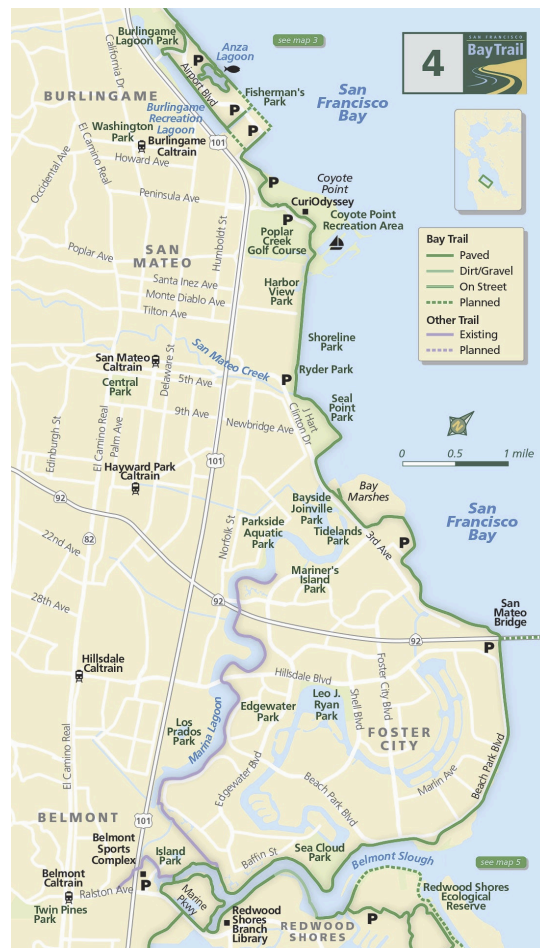 Burlingame
Lagoon Park
California Dr
Anza
Lagoon
see map 3
4
SAN FRANCISCO
BayTrail
Airport Blvd
Fisherman's
Park
San
Francisco
Bay
BURLINGAME
Burlingame
Recreation
Lagoon
Washington
Park
Burlingame
Caltrain
101
El Camino Real
Howard Ave
Occidental Ave
P
P
P
P
P
Coyote
Point
CuriOdyssey
Coyote Point
Recreation Area
Peninsula Ave
Humboldt St
Poplar
Creek
Golf Course
Poplar Ave
SAN
MATEO
Santa Inez Ave
Monte Diablo Ave
Tilton Ave
Harbor
View
Park
Bay Trail
Paved
Dirt/Gravel
On Street
Planned
Other Trail
Existing
Planned
Shoreline
Park
San Mateo Creek
San Mateo
Caltrain
Delaware St
Central
Park
5th Ave
P
Ryder Park
Seal
Point
Park
9th Ave
Newbridge Ave
J Hart
Clinton Dr
Edinburgh St
El Camino Real
Palm Ave
N
0
0.5
1 mile
101
Hayward Park
Caltrain
92
82
22nd Ave
Norfolk St
Bay
Marshes
Bayside
Joinville
Park
Parkside
Aquatic
Park
Tidelands
Park
3rd Ave
P
San
Francisco
Bay
Mariner's
Island
Park
28th Ave
92
San
Mateo
Bridge
92
P
Hillsdale
Caltrain
Hillsdale Blvd
Foster City Blvd
Shell Blvd
Edgewater
Park
Leo J.
Ryan
Park
Marina Lagoon
Los
Prados
Park
FOSTER
CITY
El Camino Real
Edgewater Blvd
Beach Park Blvd
Marlin Ave
Beach Park Blvd
BELMONT
101
Belmont
Sports
Complex
Island
Park
Baffin St
Sea Cloud
Park
Belmont Slough
see map 5
Belmont
Caltrain
Ralston Ave
P
Marine
Pkwy
Twin Pines
Park
Redwood
Shores
Branch
Library
REDWOOD
SHORES
P
Redwood Shores
Ecological
Reserve